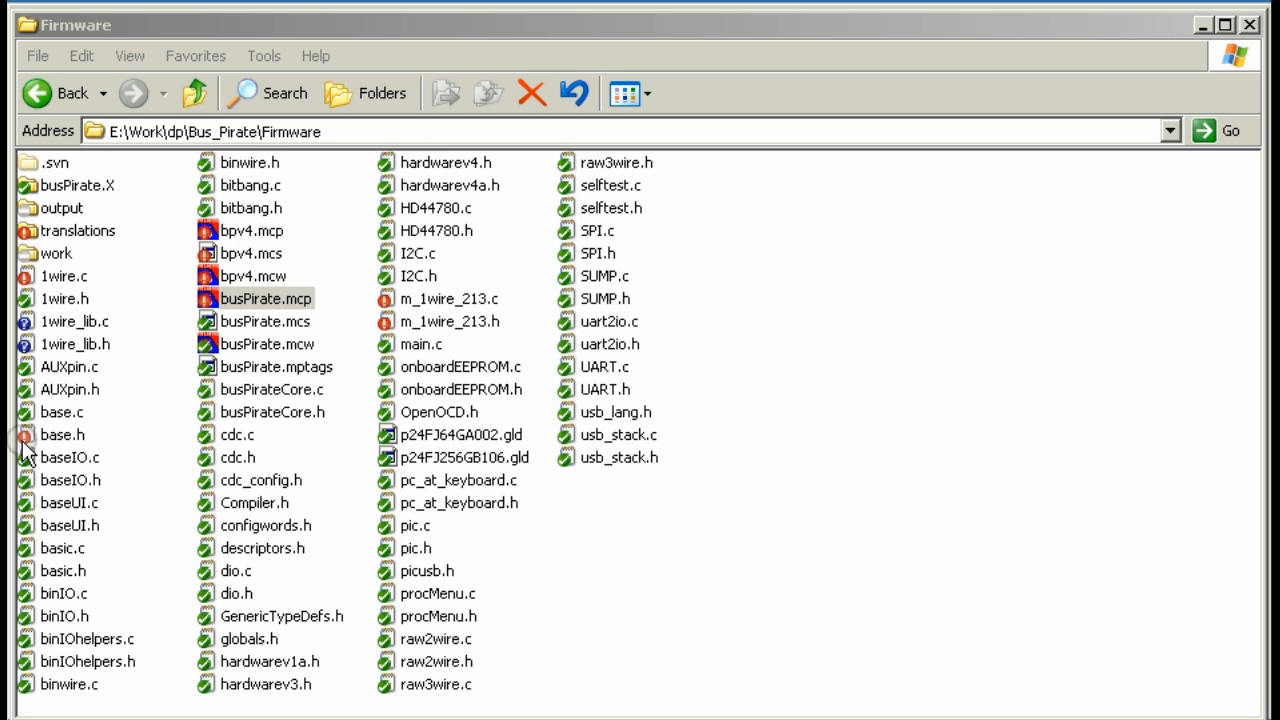 Firmware
File Edit View Favorites Tools Help
Back Search Folders
Address E:\Work\dp\Bus_Pirate\Firmware Go
.svn
busPirate.X
output
translations
work
1wire.c
1wire.h
1wire_lib.c
1wire_lib.h
AUXpin.c
AUXpin.h
base.c
base.h
baseIO.c
baseIO.h
baseUI.c
baseUI.h
basic.c
basic.h
binIO.c
binIO.h
binIOhelpers.c
binIOhelpers.h
binwire.c
binwire.h
bitbang.c
bitbang.h
bpv4.mcp
bpv4.mcs
bpv4.mcw
busPirate.mcp
busPirate.mcs
busPirate.mcw
busPirate.mptags
busPirateCore.c
busPirateCore.h
cdc.c
cdc.h
cdc_config.h
Compiler.h
configwords.h
descriptors.h
dio.c
dio.h
GenericTypeDefs.h
globals.h
hardwarev1a.h
hardwarev3.h
hardwarev4.h
hardwarev4a.h
HD44780.c
HD44780.h
I2C.c
I2C.h
m_1wire_213.c
m_1wire_213.h
main.c
onboardEEPROM.c
onboardEEPROM.h
OpenOCD.h
p24FJ64GA002.gld
p24FJ256GB106.gld
pc_at_keyboard.c
pc_at_keyboard.h
pic.c
pic.h
picusb.h
procMenu.c
procMenu.h
raw2wire.c
raw2wire.h
raw3wire.c
raw3wire.h
selftest.c
selftest.h
SPI.c
SPI.h
SUMP.c
SUMP.h
uart2io.c
uart2io.h
UART.c
UART.h
usb_lang.h
usb_stack.c
usb_stack.h